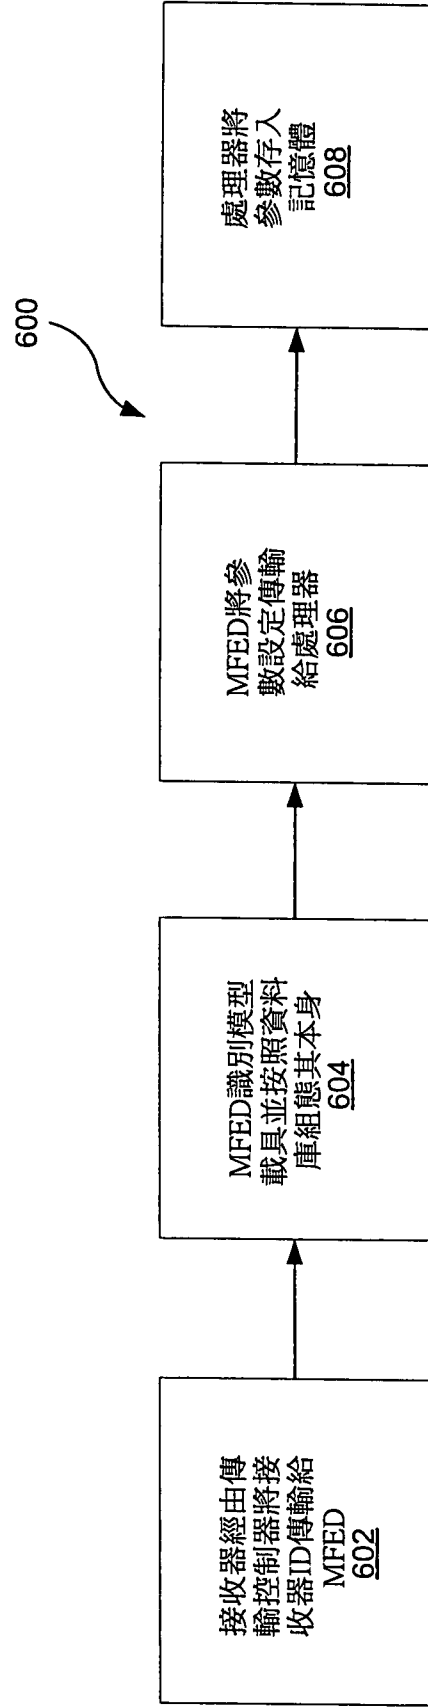 600
接收器經由傳
輸控制器將接
收器ID傳輸給
MFED
602
MFED識別模型
載具並按照資料
庫組態其本身
604
MFED將參
數設定傳輸
給處理器
606
處理器將
參數存入
記憶體
608